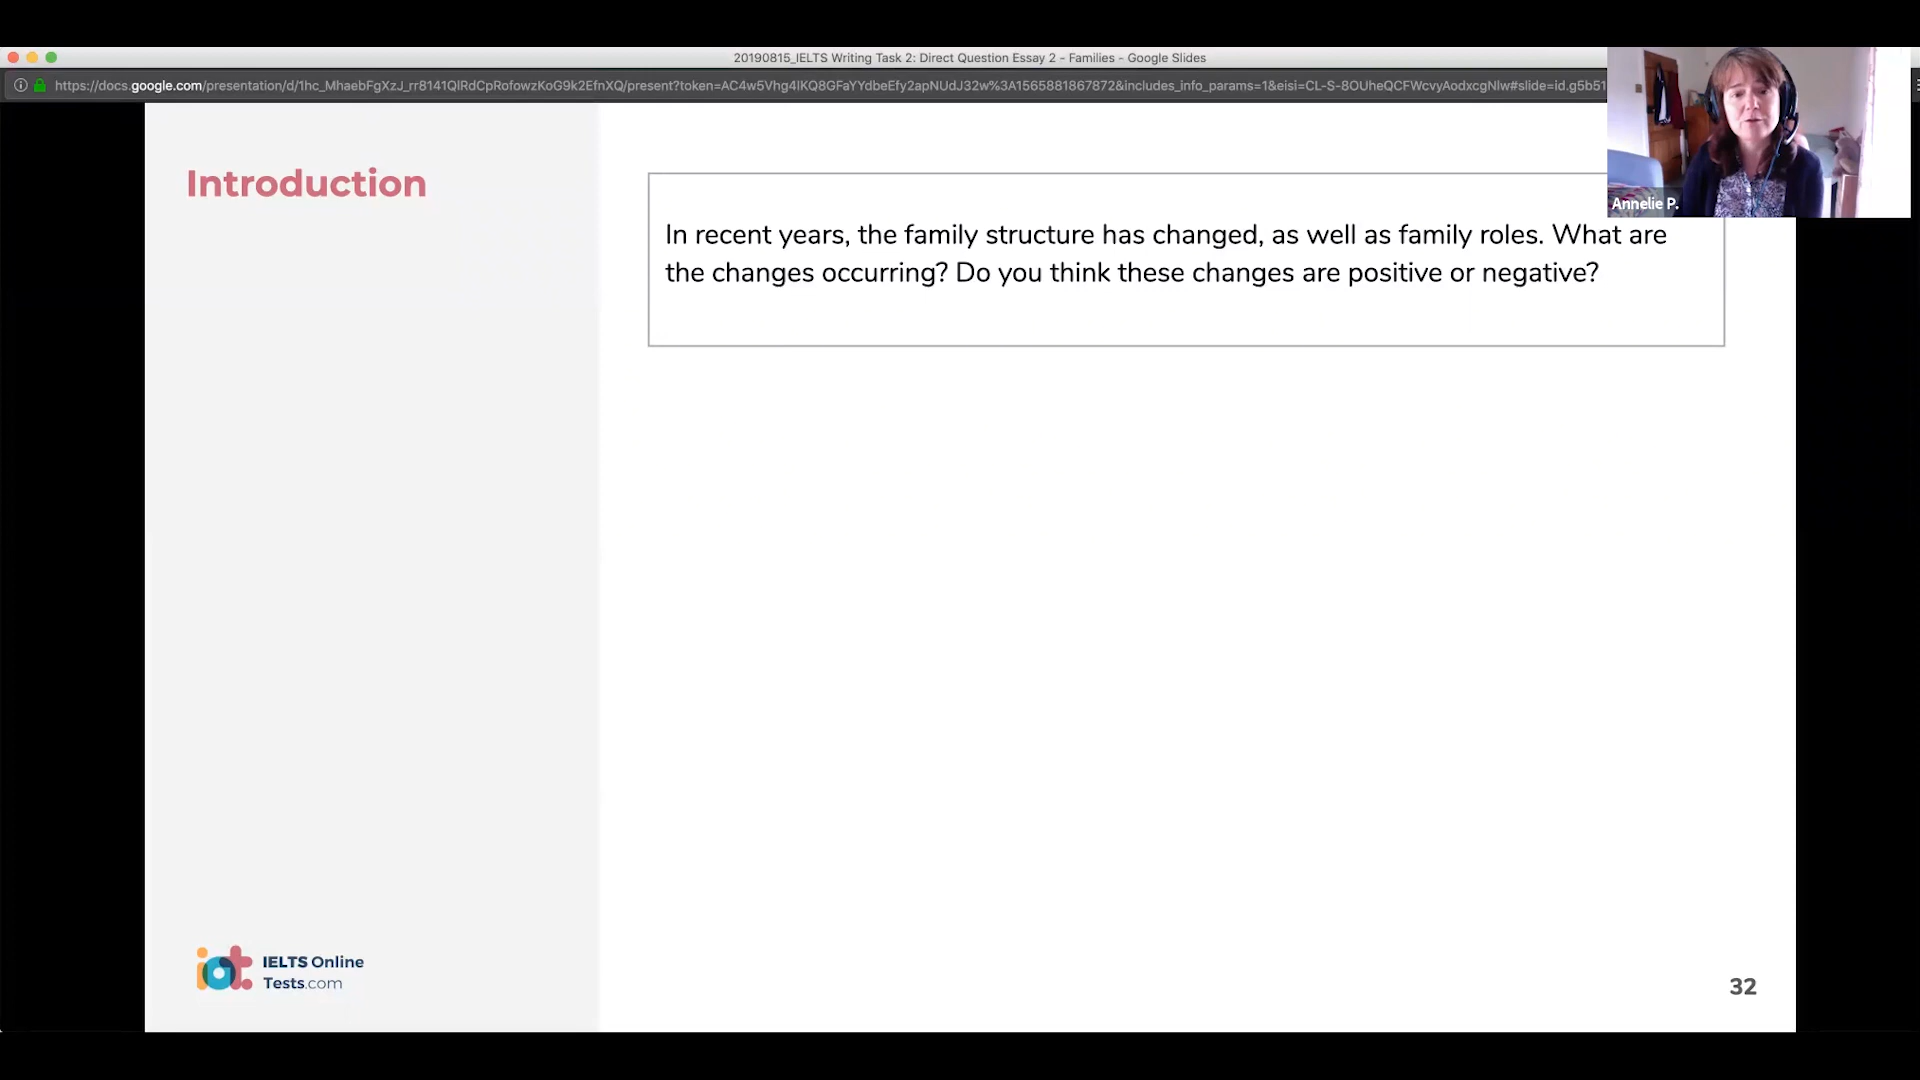 20190815_IELTS Writing Task 2: Direct Question Essay 2 - Families - Google Slides
Annelie P.
Introduction
In recent years, the family structure has changed, as well as family roles. What are
the changes occurring? Do you think these changes are positive or negative?
iot
IELTS Online
Tests.com
32